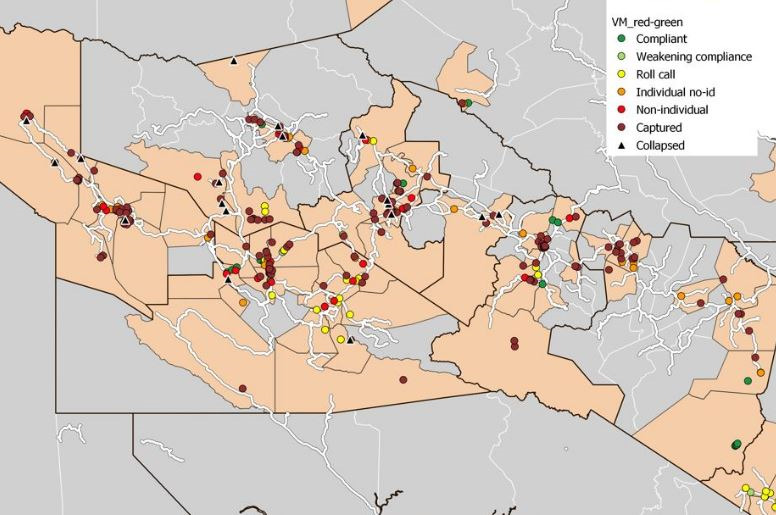 VM_red-green
Compliant
Weakening compliance
Roll call
Individual no-id
Non-individual
Captured
Collapsed